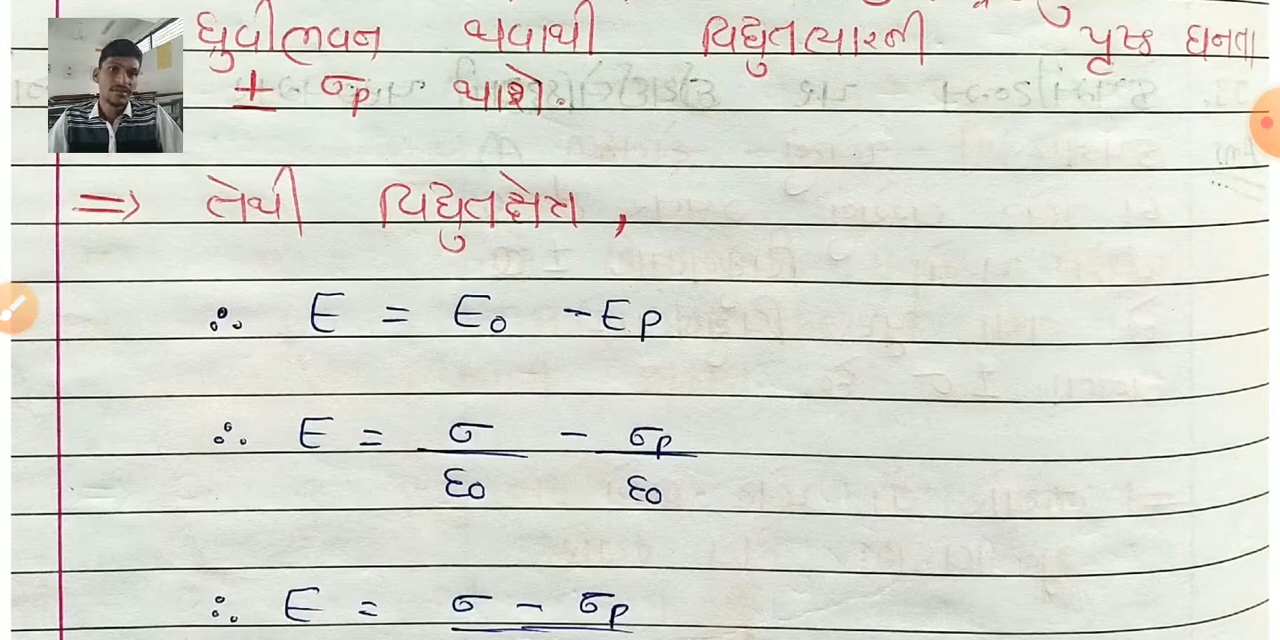 ધ્રુવીભવન થવાથી વિદ્યુતભારની પૃષ્ઠ ઘનતા
± σp થાશે.
⇒ તેથી વિદ્યુતક્ષેત્ર,
∴ E = E₀ - Ep
∴ E = σ/ε₀ - σp/ε₀
∴ E = σ - σp